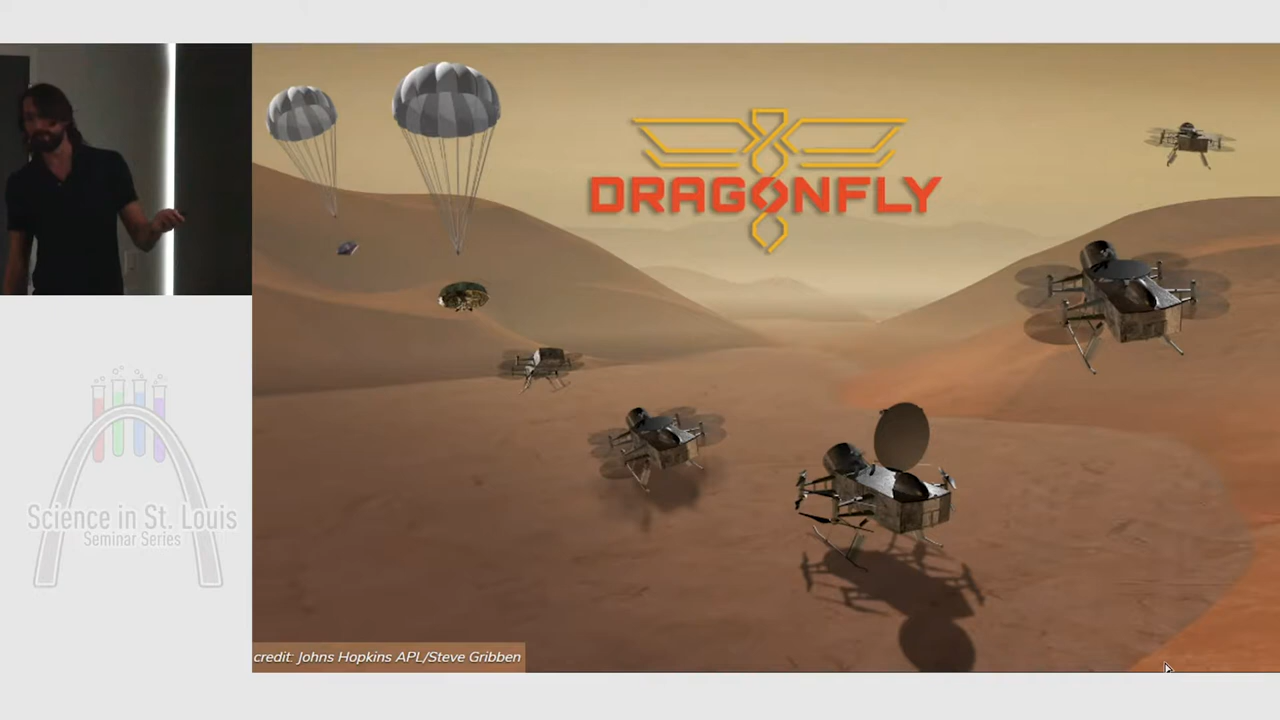 DRAGONFLY
Science in St. Louis
Seminar Series
credit: Johns Hopkins APL/Steve Gribben